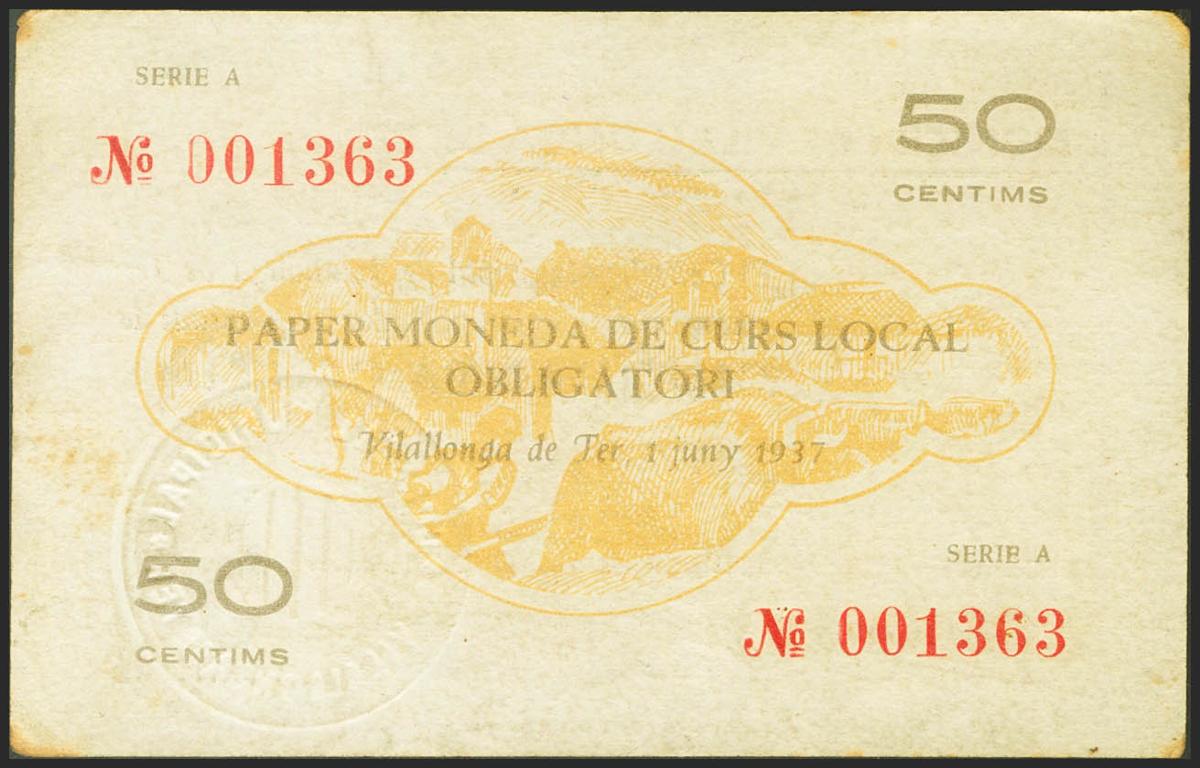 SERIE A
Nº 001363
50
CENTIMS
PAPER MONEDA DE CURS LOCAL
OBLIGATORI
Vilallonga de Ter, 1 juny 1937
50
CENTIMS
SERIE A
Nº 001363